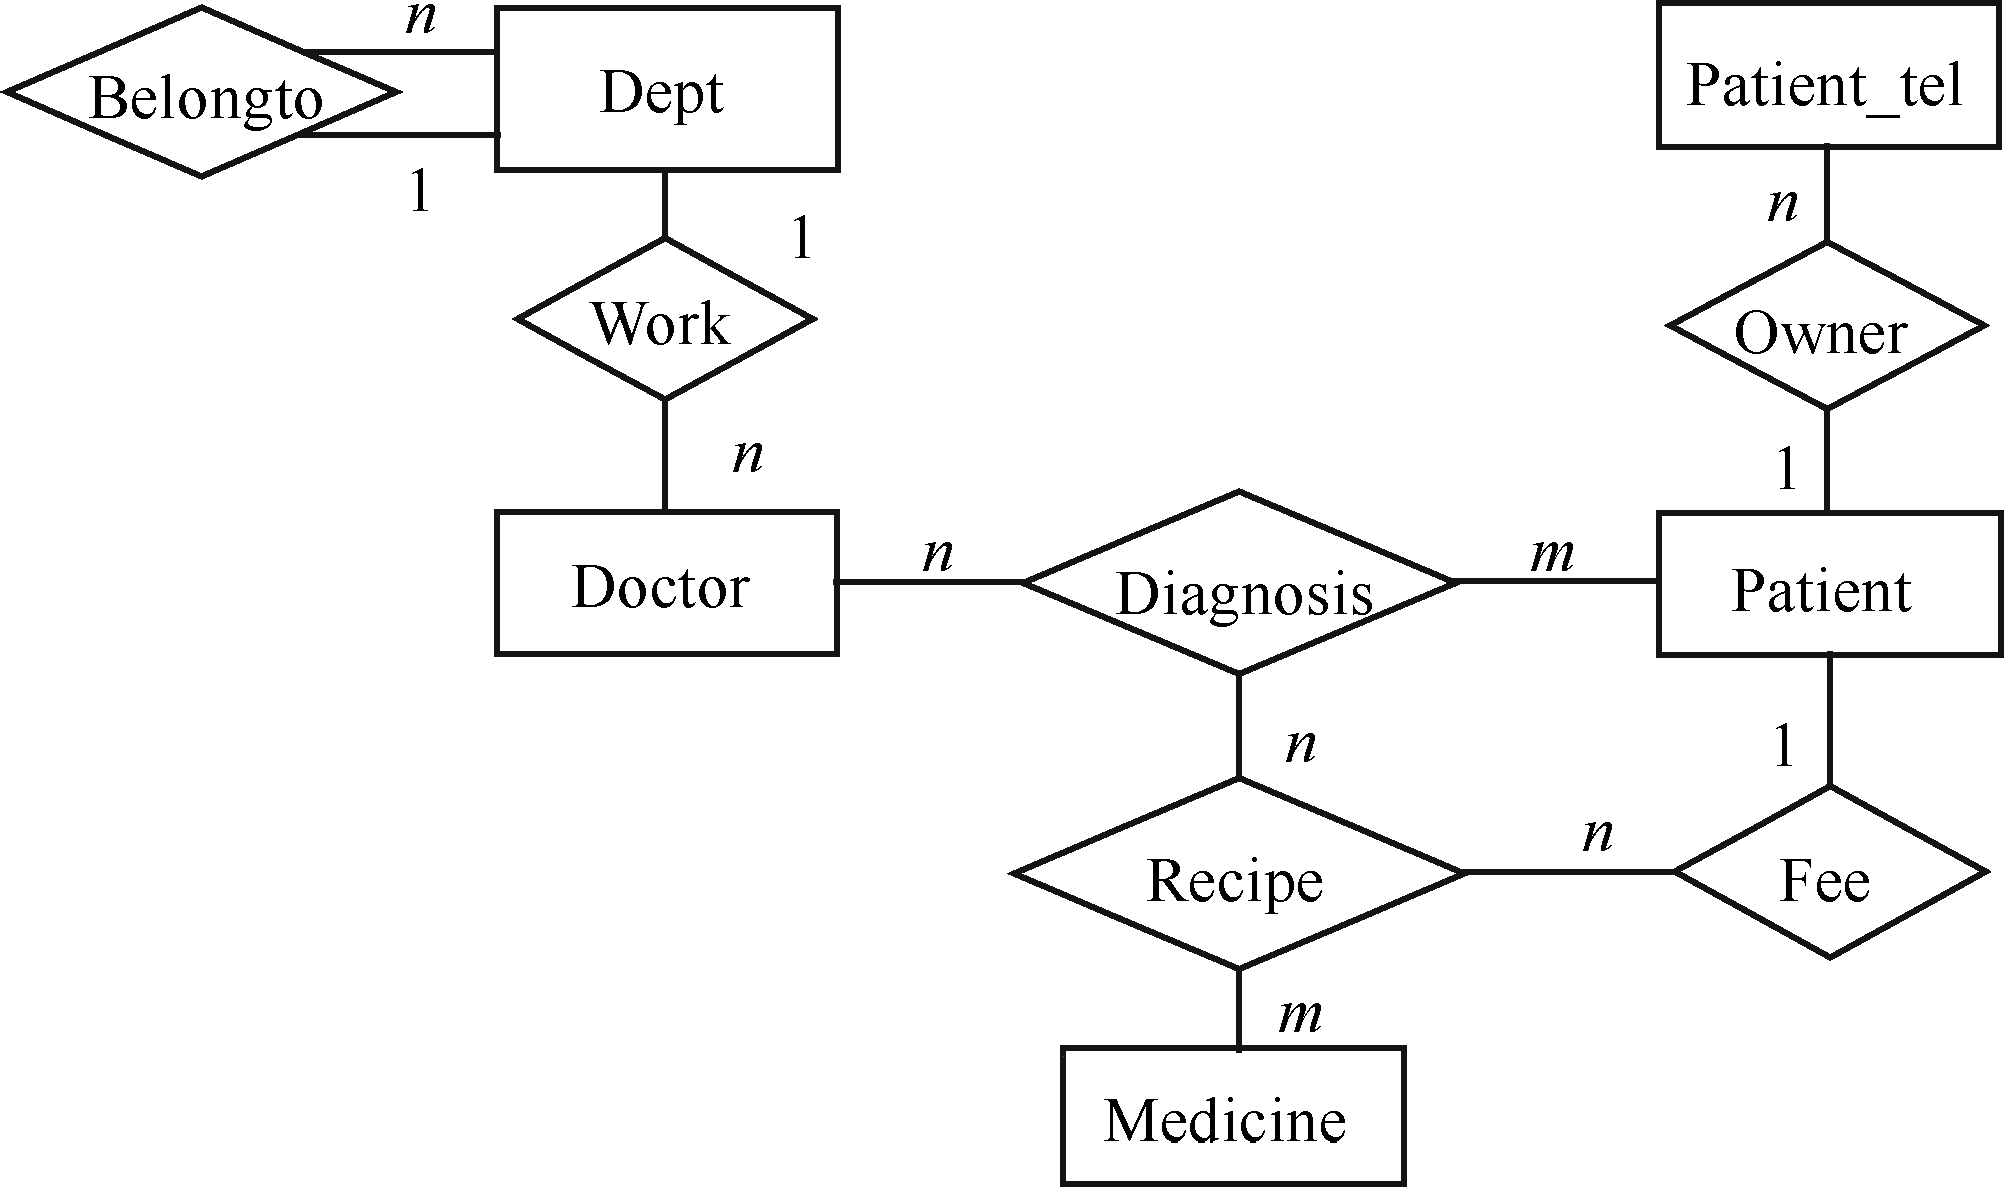 n
Belongto
Dept
Patient_tel
1
1
n
Work
Owner
n
1
Doctor
n
Diagnosis
m
Patient
n
1
n
Recipe
Fee
m
Medicine